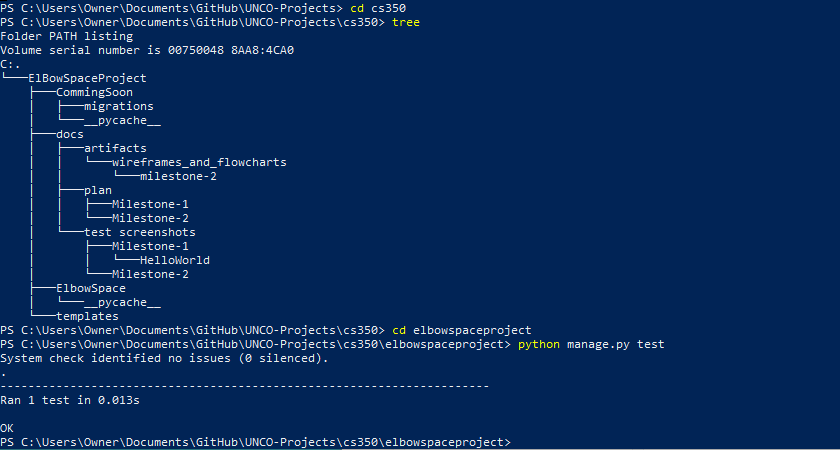 PS C:\Users\Owner\Documents\GitHub\UNCO-Projects> cd cs350
PS C:\Users\Owner\Documents\GitHub\UNCO-Projects\cs350> tree
Folder PATH listing
Volume serial number is 00750048 8AA8:4CA0
C:.
└───ElBowSpaceProject
    ├───CommingSoon
    │   ├───migrations
    │   └───__pycache__
    ├───docs
    │   ├───artifacts
    │   │   └───wireframes_and_flowcharts
    │   │       └───milestone-2
    │   ├───plan
    │   │   ├───Milestone-1
    │   │   └───Milestone-2
    │   └───test screenshots
    │       ├───Milestone-1
    │       │   └───HelloWorld
    │       └───Milestone-2
    ├───ElbowSpace
    │   └───__pycache__
    └───templates
PS C:\Users\Owner\Documents\GitHub\UNCO-Projects\cs350> cd elbowspaceproject
PS C:\Users\Owner\Documents\GitHub\UNCO-Projects\cs350\elbowspaceproject> python manage.py test
System check identified no issues (0 silenced).
.
----------------------------------------------------------------------
Ran 1 test in 0.013s

OK
PS C:\Users\Owner\Documents\GitHub\UNCO-Projects\cs350\elbowspaceproject>